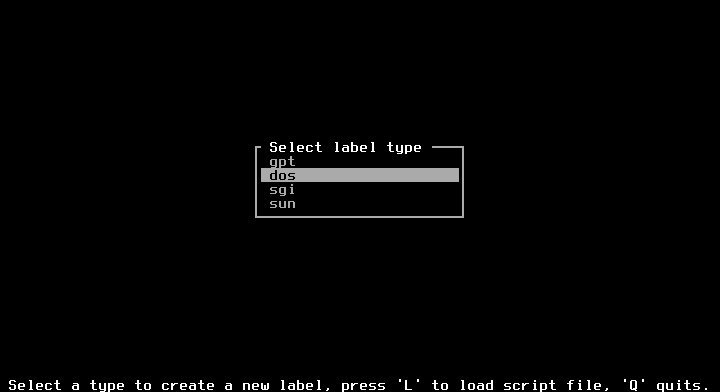 Select label type
gpt
dos
sgi
sun
Select a type to create a new label, press 'L' to load script file, 'Q' quits.